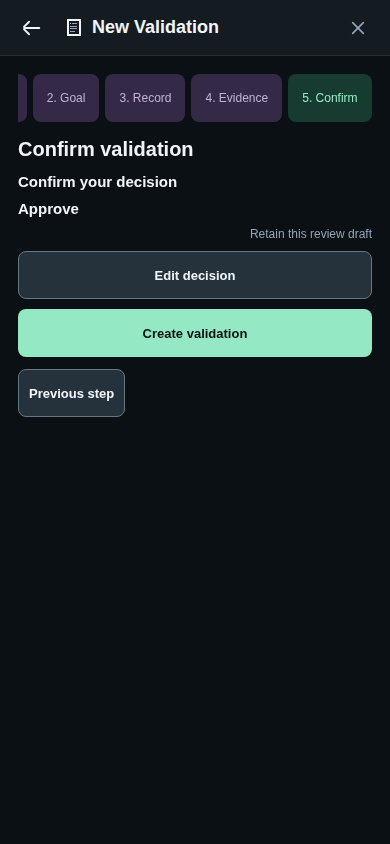 New Validation
2. Goal
3. Record
4. Evidence
5. Confirm
Confirm validation
Confirm your decision
Approve
Retain this review draft
Edit decision
Create validation
Previous step